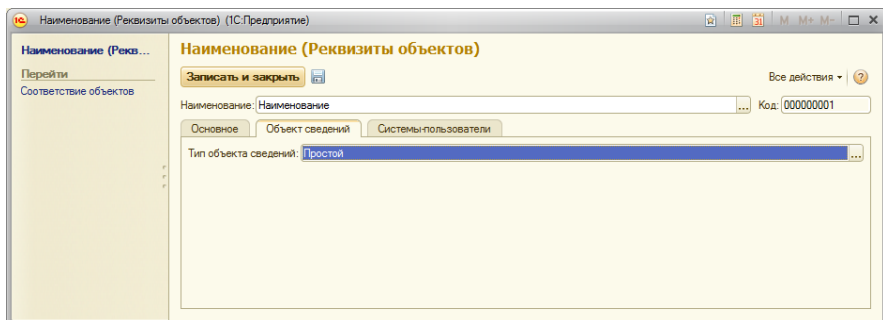 Наименование (Реквизиты объектов) (1С:Предприятие)
M M+ M-
Наименование (Рекв...
Перейти
Соответствие объектов
Наименование (Реквизиты объектов)
Записать и закрыть
Все действия
Наименование: Наименование ... Код: 000000001
Основное Объект сведений Системы-пользователи
Тип объекта сведений: Простой ...